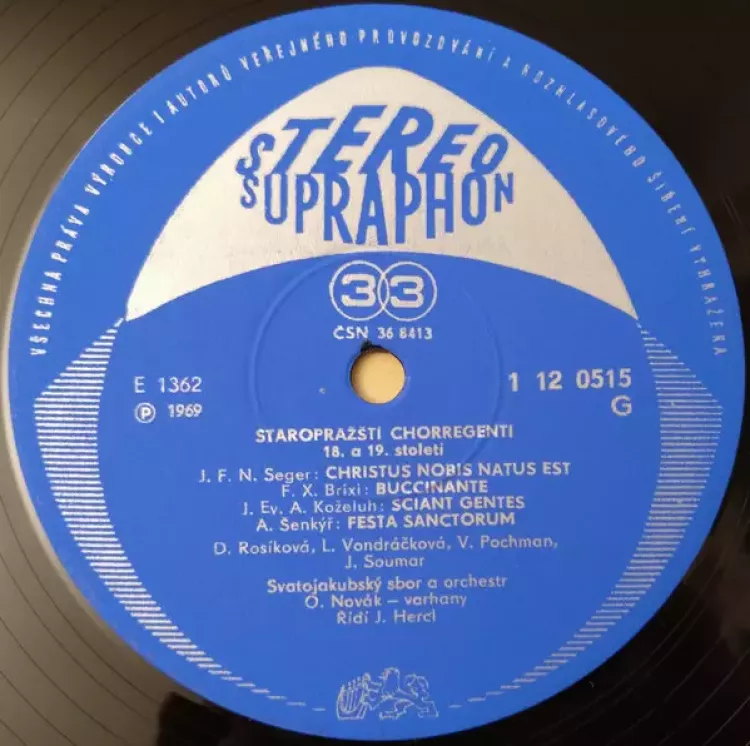 VŠECHNA PRÁVA VÝROBCE I AUTORŮ VEŘEJNÉHO PROVOZOVÁNÍ A ROZHLASOVÉHO ŠÍŘENÍ VYHRAŽENA
STEREO
SUPRAPHON
33
ČSN 36 8413
E 1362
1 12 0515
Ⓟ 1969
G
STAROPRAŽSTÍ CHORREGENTI
18. a 19. století
J. F. N. Seger: CHRISTUS NOBIS NATUS EST
F. X. Brixi: BUCCINANTE
J. Ev. A. Koželuh: SCIANT GENTES
A. Šenkýř: FESTA SANCTORUM
D. Rosíková, L. Vondráčková, V. Pochman,
J. Soumar
Svatojakubský sbor a orchestr
O. Novák – varhany
Řídí J. Hercl